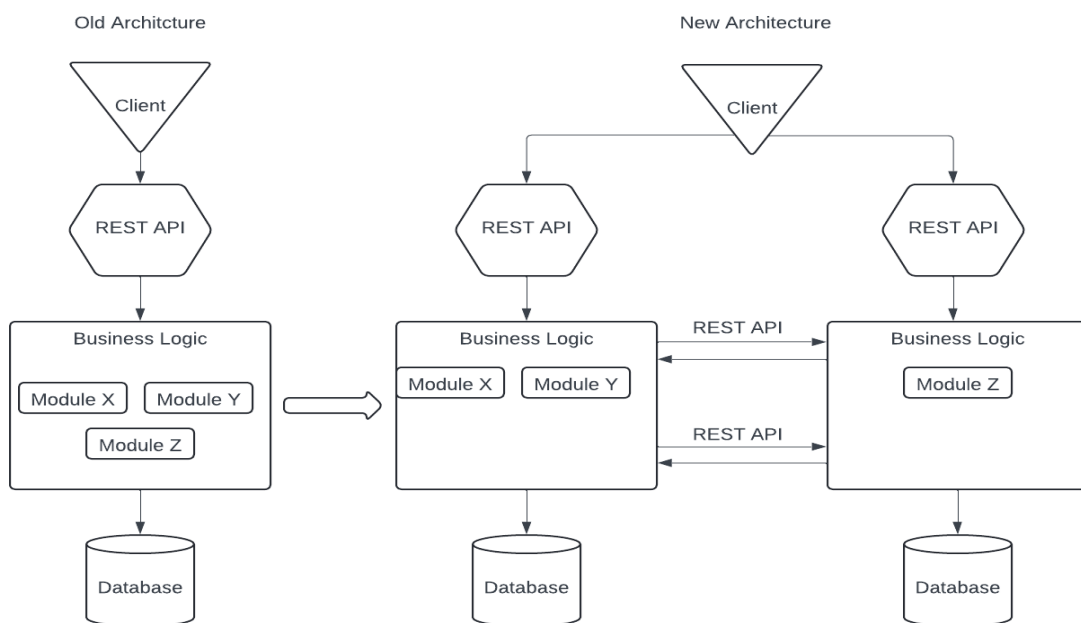 Old Architcture
Client
REST API
Business Logic
Module X
Module Y
Module Z
Database
New Architecture
Client
REST API
REST API
Business Logic
Module X
Module Y
REST API
REST API
Business Logic
Module Z
Database
Database